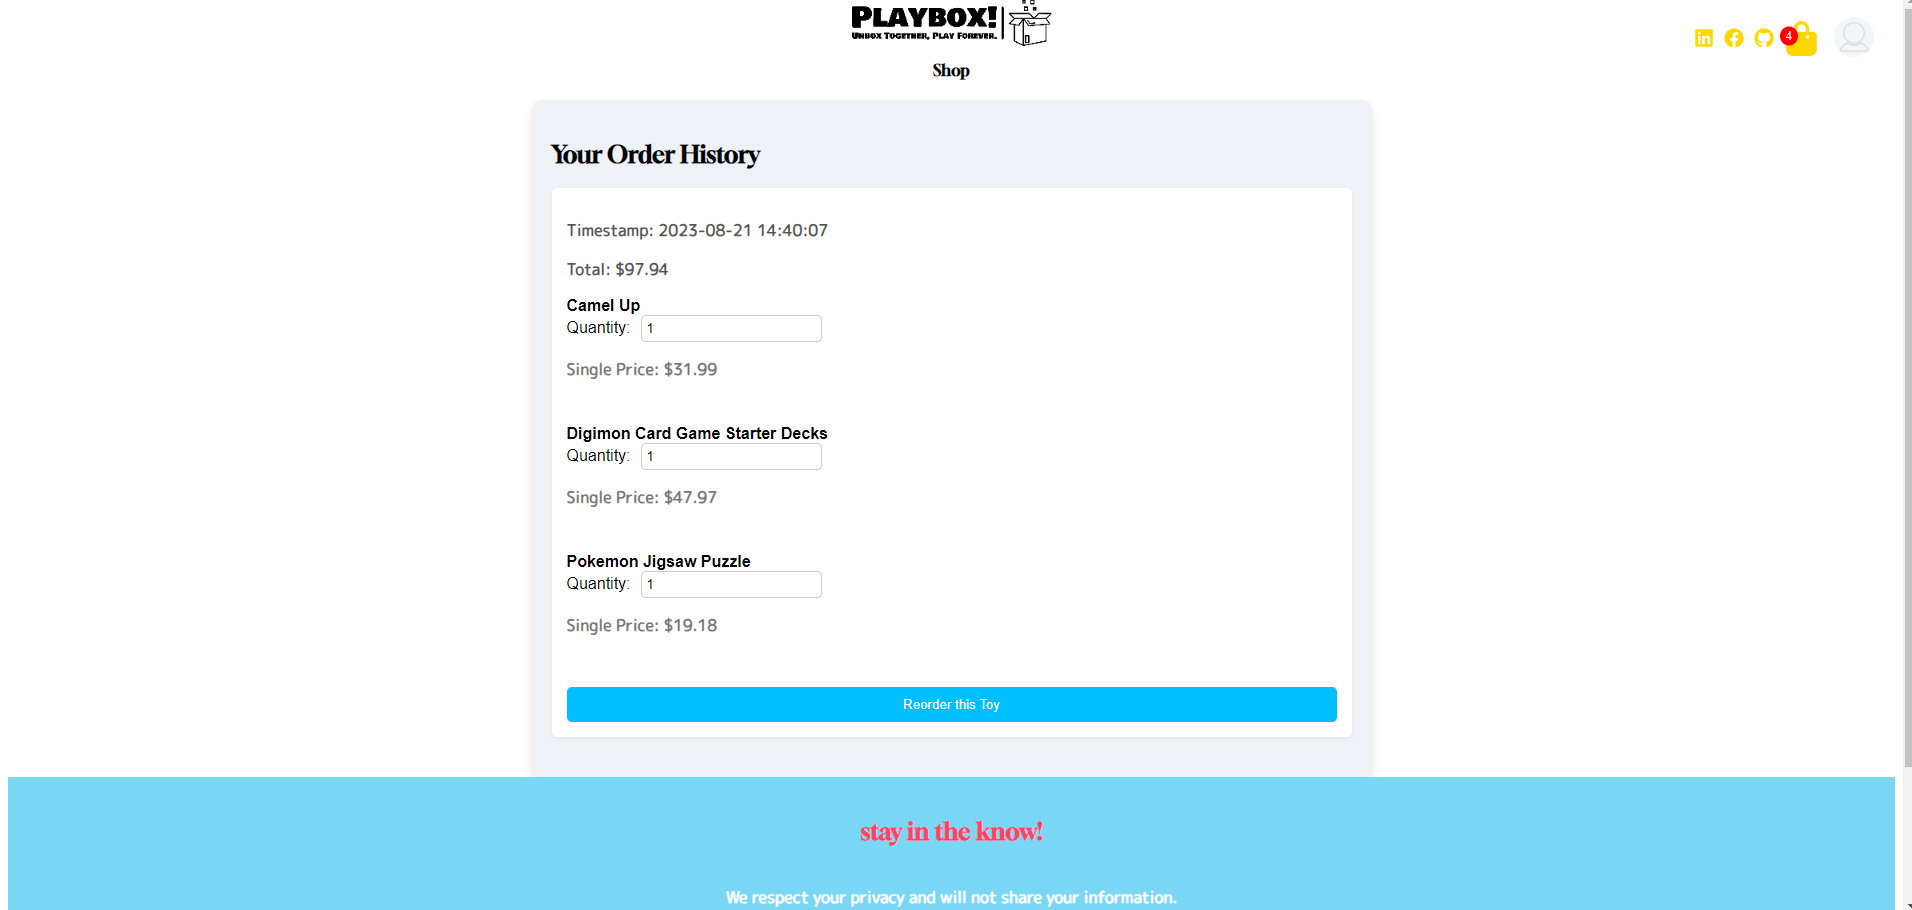 PLAYBOX!
UNBOX TOGETHER, PLAY FOREVER.
4
Shop
Your Order History
Timestamp: 2023-08-21 14:40:07
Total: $97.94
Camel Up
Quantity: 1
Single Price: $31.99
Digimon Card Game Starter Decks
Quantity: 1
Single Price: $47.97
Pokemon Jigsaw Puzzle
Quantity: 1
Single Price: $19.18
Reorder this Toy
stay in the know!
We respect your privacy and will not share your information.